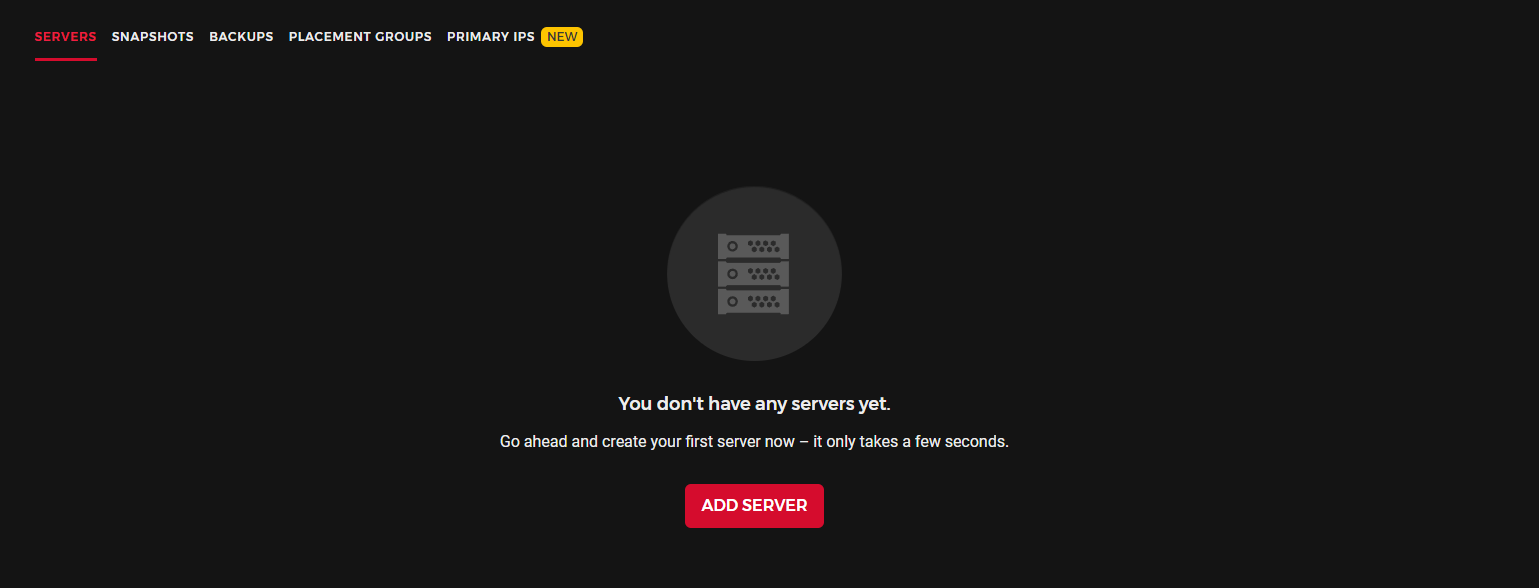 SERVERS SNAPSHOTS BACKUPS PLACEMENT GROUPS PRIMARY IPS NEW
You don't have any servers yet.
Go ahead and create your first server now – it only takes a few seconds.
ADD SERVER